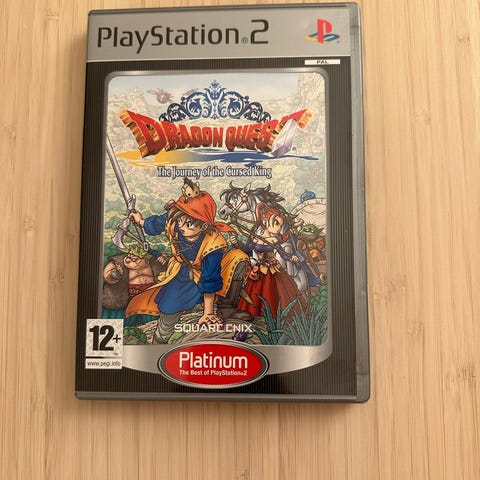 PlayStation®2
PAL
DRAGON QUEST
The Journey of the Cursed King
SQUARE ENIX
12+
www.pegi.info
Platinum
The Best of PlayStation®2